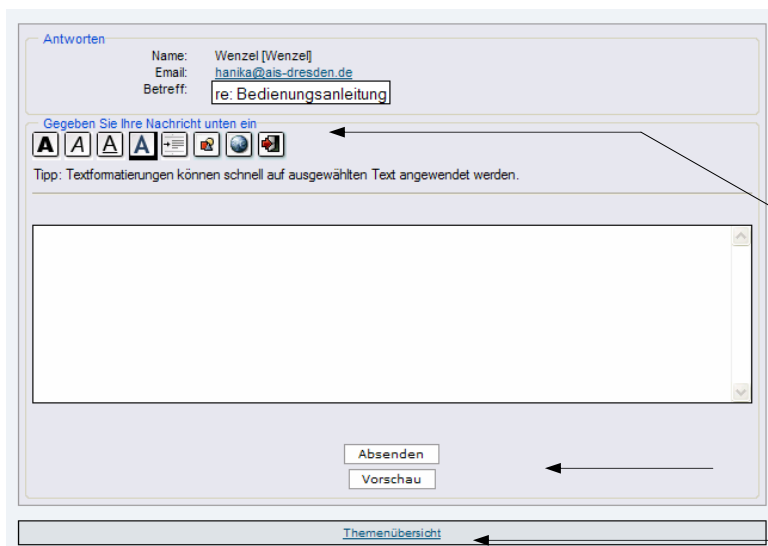 Antworten
Name: Wenzel [Wenzel]
Email: hanika@ais-dresden.de
Betreff: re: Bedienungsanleitung
Gegeben Sie Ihre Nachricht unten ein
A A A A
Tipp: Textformatierungen können schnell auf ausgewählten Text angewendet werden.
Absenden
Vorschau
Themenübersicht